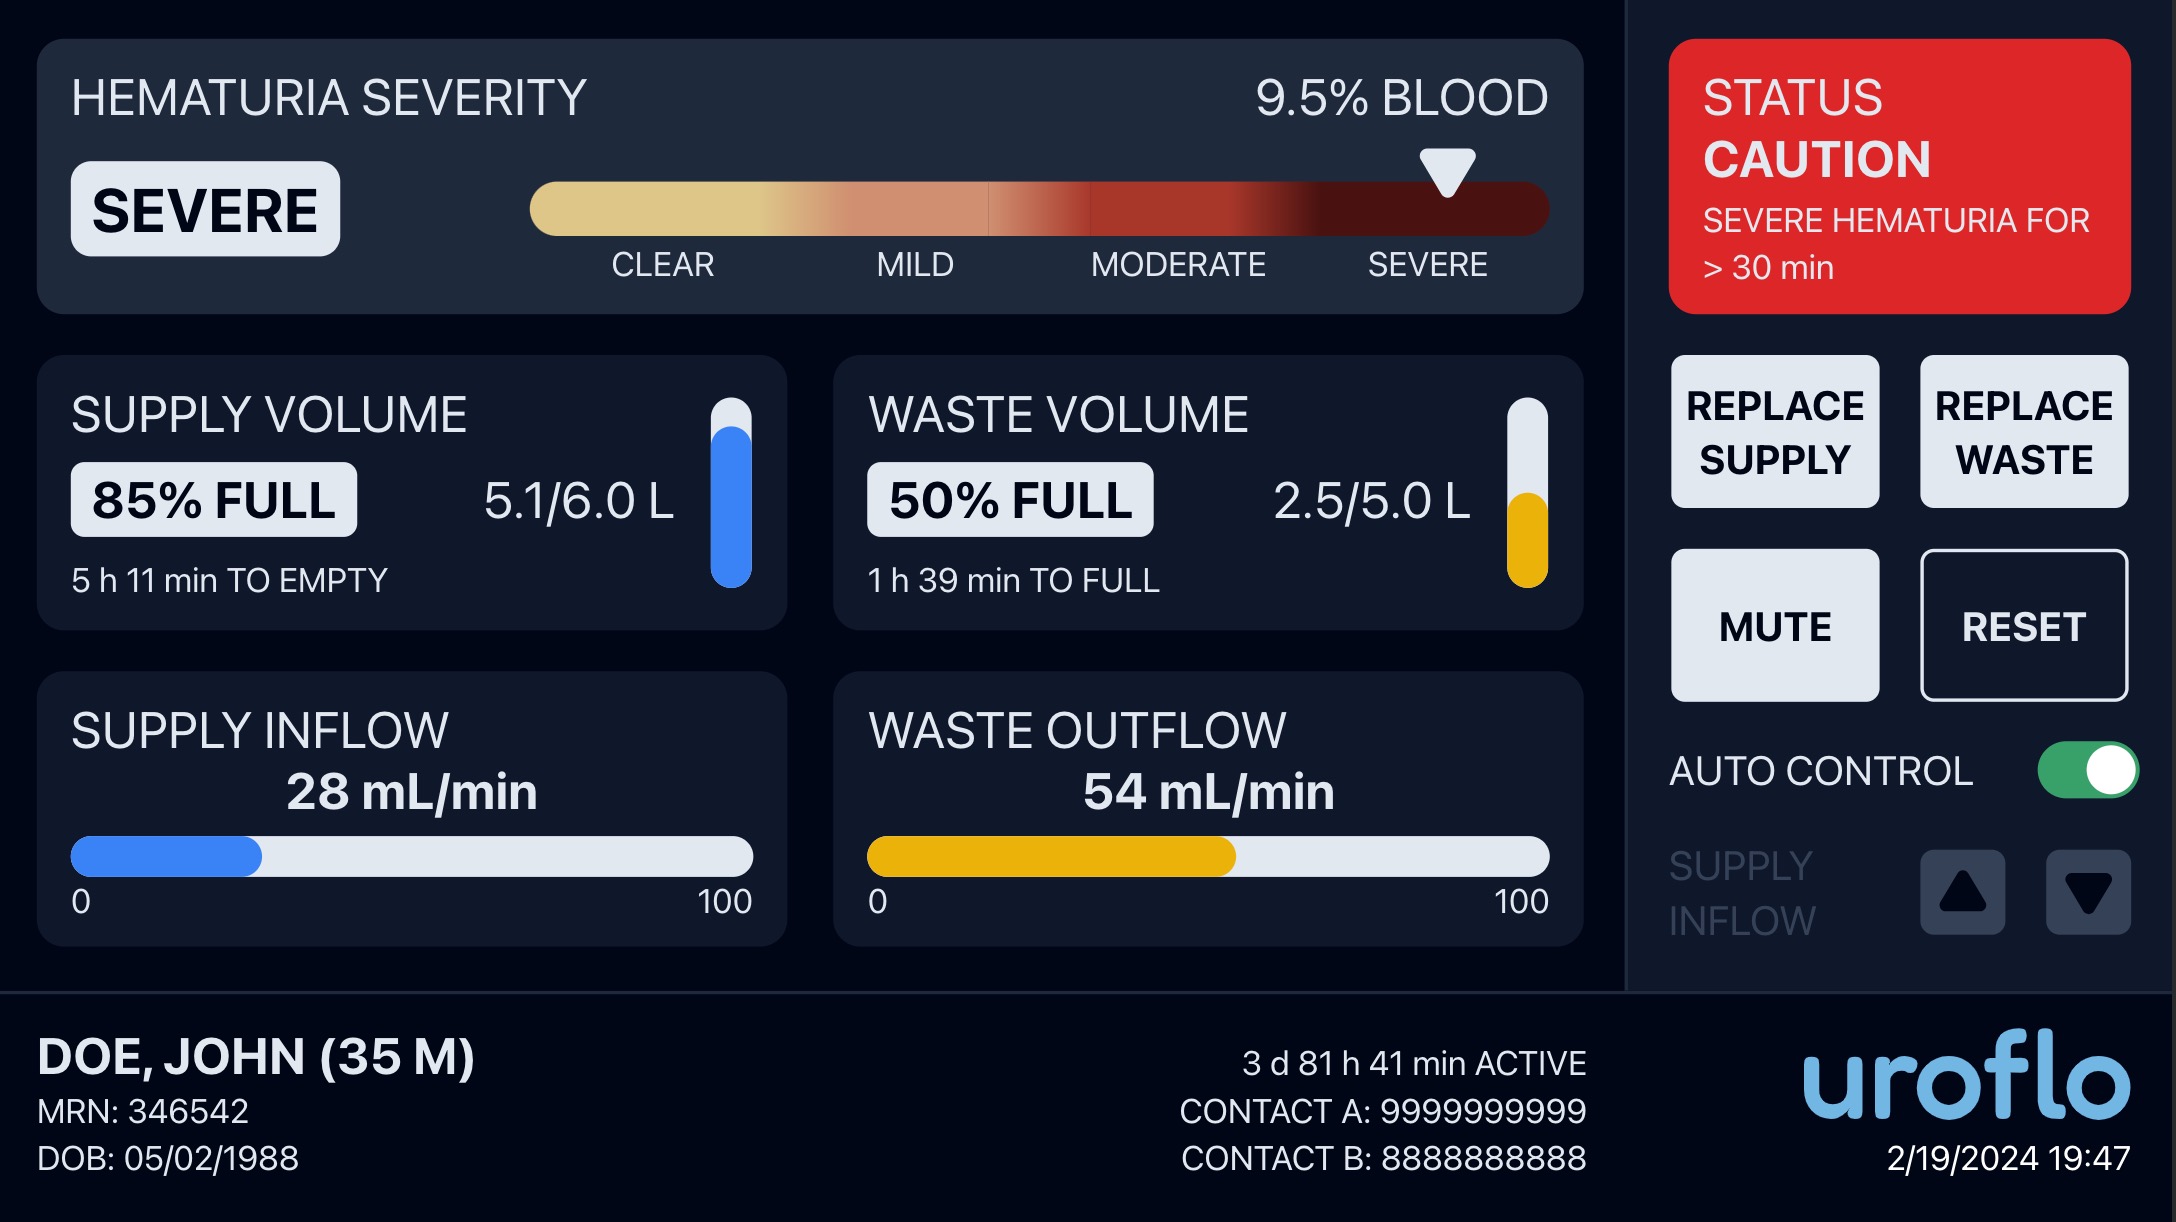 HEMATURIA SEVERITY
9.5% BLOOD
SEVERE
CLEAR
MILD
MODERATE
SEVERE
SUPPLY VOLUME
85% FULL
5.1/6.0 L
5 h 11 min TO EMPTY
WASTE VOLUME
50% FULL
2.5/5.0 L
1 h 39 min TO FULL
SUPPLY INFLOW
28 mL/min
0
100
WASTE OUTFLOW
54 mL/min
0
100
STATUS
CAUTION
SEVERE HEMATURIA FOR
> 30 min
REPLACE
SUPPLY
REPLACE
WASTE
MUTE
RESET
AUTO CONTROL
SUPPLY
INFLOW
DOE, JOHN (35 M)
MRN: 346542
DOB: 05/02/1988
3 d 81 h 41 min ACTIVE
CONTACT A: 9999999999
CONTACT B: 8888888888
uroflo
2/19/2024 19:47